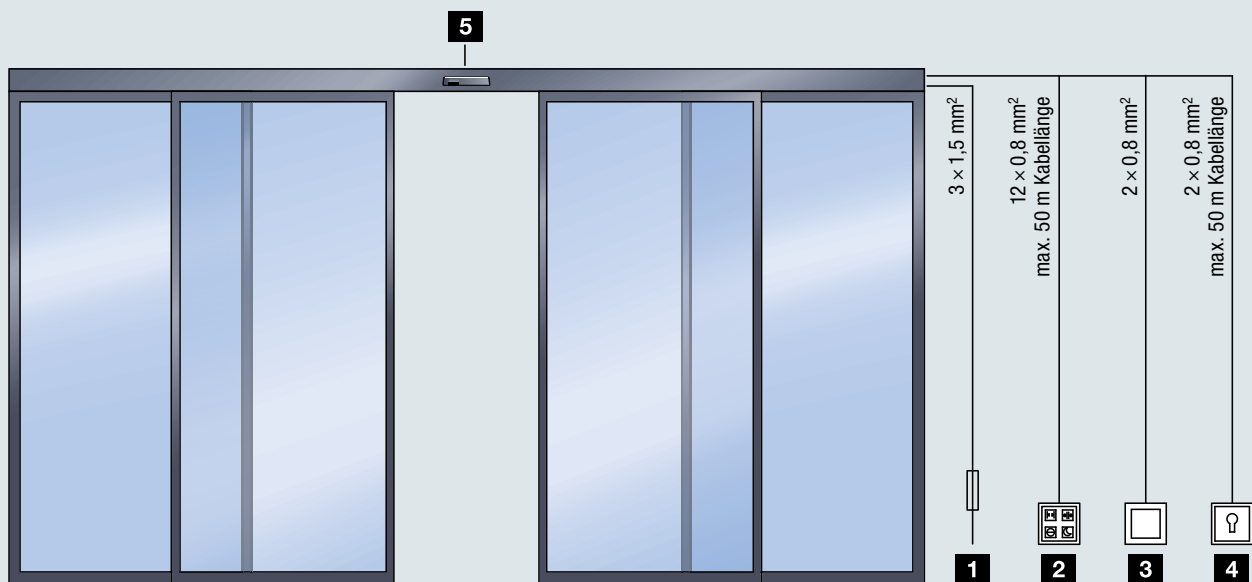 5
3 × 1,5 mm²
12 × 0,8 mm²
max. 50 m Kabellänge
2 × 0,8 mm²
2 × 0,8 mm²
max. 50 m Kabellänge
1
2
3
4